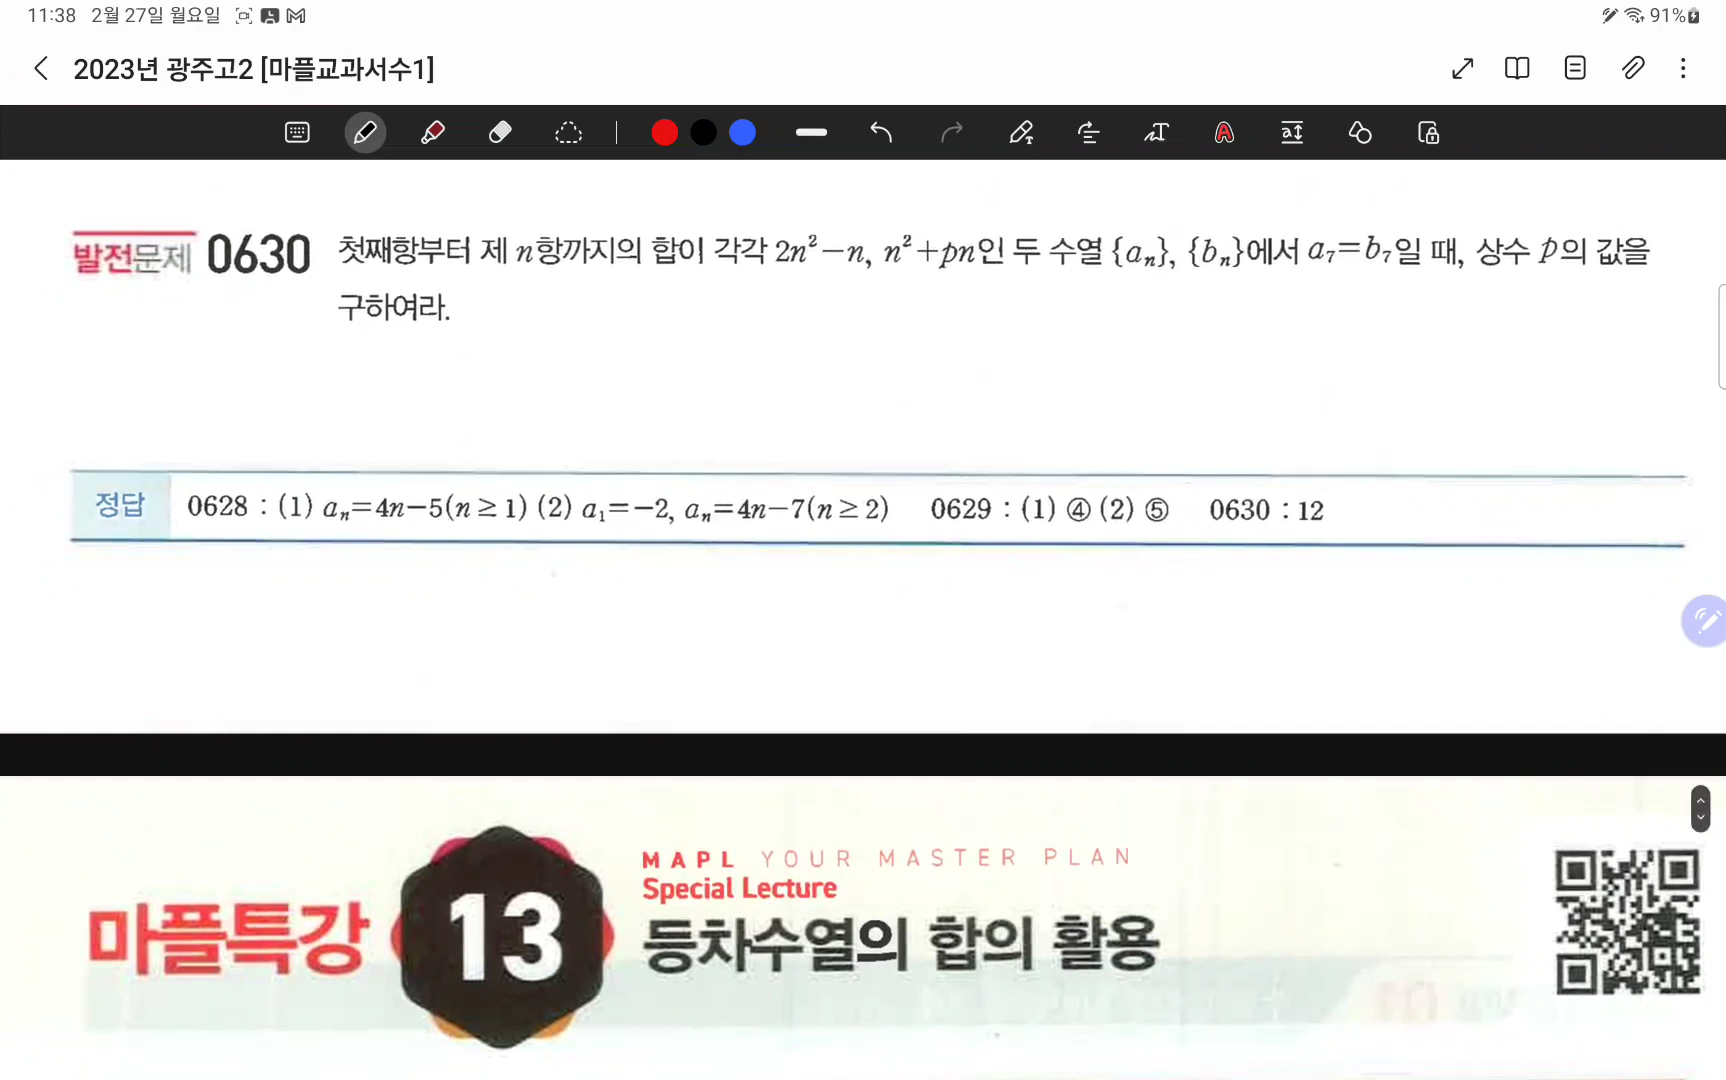 11:38 2월 27일 월요일
91%
2023년 광주고2 [마플교과서수1]
발전문제 0630 첫째항부터 제 n항까지의 합이 각각 2n²−n, n²+pn인 두 수열 {aₙ}, {bₙ}에서 a₇=b₇일 때, 상수 p의 값을
구하여라.
정답 0628 : (1) aₙ=4n−5(n≥1) (2) a₁=−2, aₙ=4n−7(n≥2) 0629 : (1) ④ (2) ⑤ 0630 : 12
MAPL YOUR MASTER PLAN
Special Lecture
마플특강 13 등차수열의 합의 활용